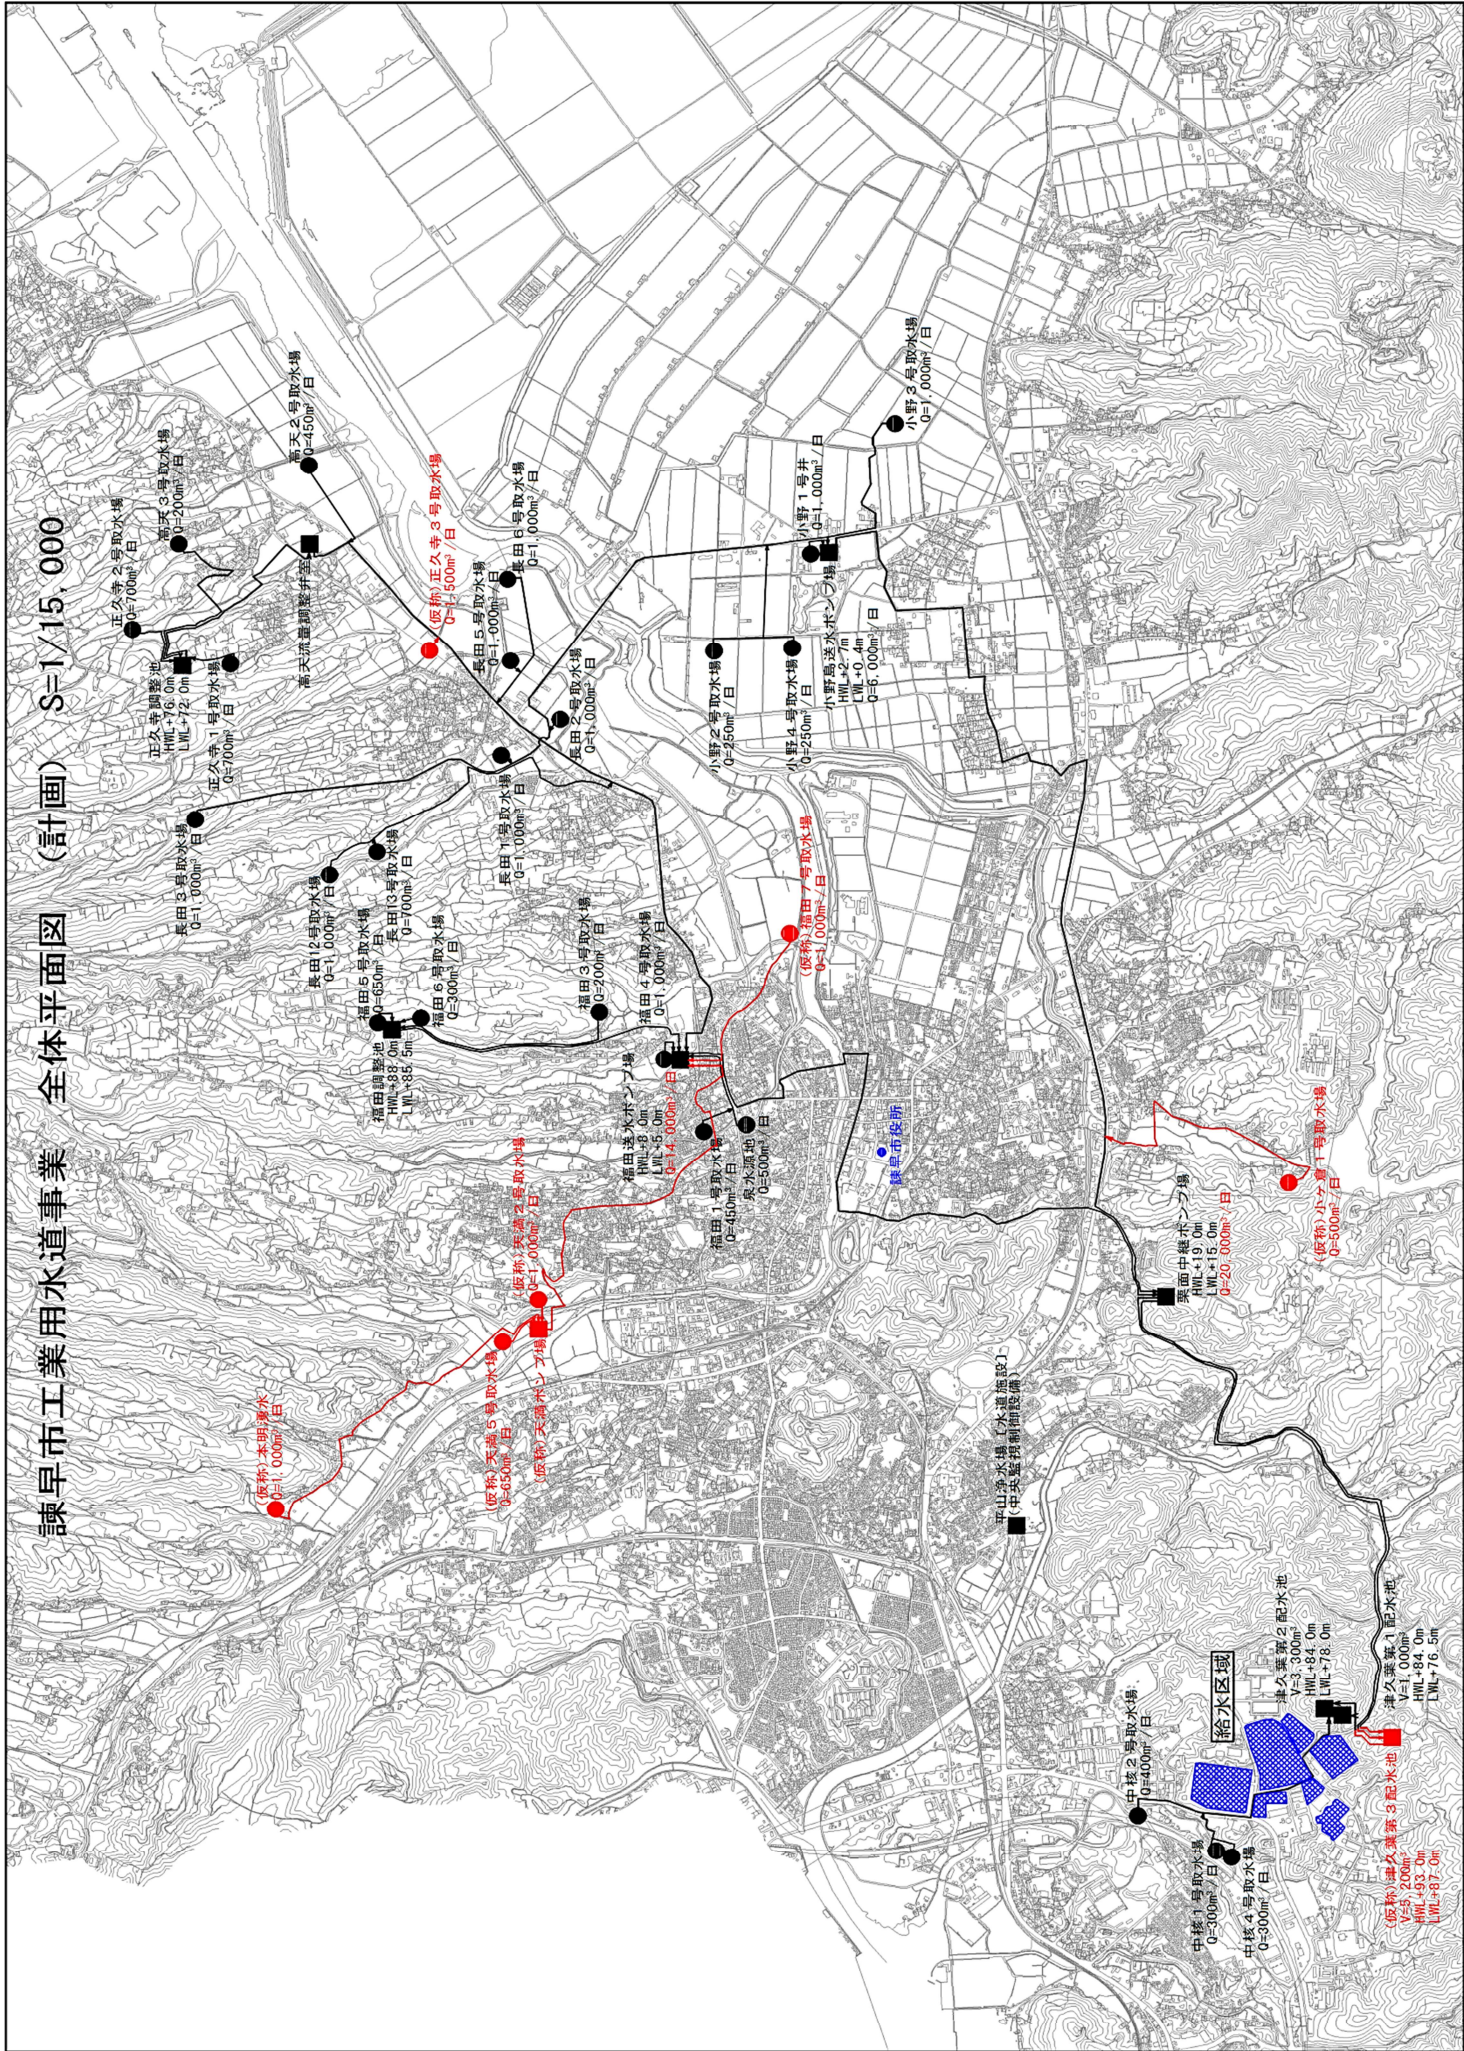 諫早市工業用水道事業 全体平面図 (計画) S=1/15,000
正久寺2号取水場
Q=700m³/日
高天3号取水場
Q=200m³/日
高天2号取水場
Q=450m³/日
正久寺調整池
HWL+76.0m
LWL+72.0m
正久寺1号取水場
Q=700m³/日
高天流量調整弁室
(仮称)正久寺3号取水場
Q=1,500m³/日
長田6号取水場
Q=1,000m³/日
長田5号取水場
Q=1,000m³/日
長田2号取水場
Q=1,000m³/日
長田3号取水場
Q=1,000m³/日
長田1号取水場
Q=1,000m³/日
長田12号取水場
Q=1,000m³/日
長田13号取水場
Q=700m³/日
福田5号取水場
Q=650m³/日
福田6号取水場
Q=300m³/日
福田調整池
HWL+88.0m
LWL+85.5m
福田3号取水場
Q=200m³/日
福田4号取水場
Q=1,000m³/日
福田送水ポンプ場
HWL+8.0m
LWL+5.0m
Q=14,000m³/日
福田1号取水場
Q=450m³/日
泉水源地
Q=500m³/日
(仮称)福田7号取水場
Q=1,000m³/日
小野3号取水場
Q=1,000m³/日
小野1号井
Q=1,000m³/日
小野島送水ポンプ場
HWL+2.7m
LWL+0.4m
Q=6,000m³/日
小野2号取水場
Q=250m³/日
小野4号取水場
Q=250m³/日
(仮称)本明湧水
Q=1,000m³/日
(仮称)天満2号取水場
Q=1,000m³/日
(仮称)天満5号取水場
Q=650m³/日
(仮称)天満ポンプ場
諫早市役所
(仮称)小ケ倉1号取水場
Q=500m³/日
栗面中継ポンプ場
HWL+19.0m
LWL+15.0m
Q=20,000m³/日
平山浄水場[水道施設]
(中央監視制御設備)
給水区域
津久葉第2配水池
V=3,300m³
HWL+84.0m
LWL+78.0m
津久葉第1配水池
V=1,000m³
HWL+84.0m
LWL+76.5m
(仮称)津久葉第3配水池
V=5,200m³
HWL+93.0m
LWL+87.0m
中核2号取水場
Q=400m³/日
中核1号取水場
Q=300m³/日
中核4号取水場
Q=300m³/日